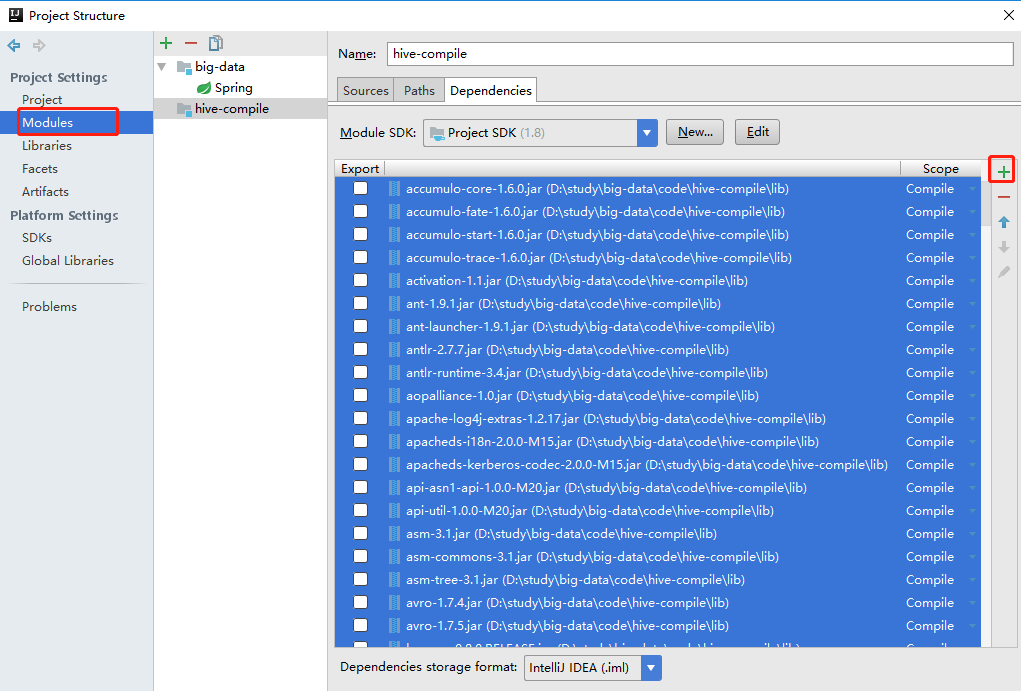 Project Structure
Project Settings
Project
Modules
Libraries
Facets
Artifacts
Platform Settings
SDKs
Global Libraries
Problems
big-data
Spring
hive-compile
Name: hive-compile
Sources Paths Dependencies
Module SDK: Project SDK (1.8) New... Edit
Export Scope
accumulo-core-1.6.0.jar (D:\study\big-data\code\hive-compile\lib) Compile
accumulo-fate-1.6.0.jar (D:\study\big-data\code\hive-compile\lib) Compile
accumulo-start-1.6.0.jar (D:\study\big-data\code\hive-compile\lib) Compile
accumulo-trace-1.6.0.jar (D:\study\big-data\code\hive-compile\lib) Compile
activation-1.1.jar (D:\study\big-data\code\hive-compile\lib) Compile
ant-1.9.1.jar (D:\study\big-data\code\hive-compile\lib) Compile
ant-launcher-1.9.1.jar (D:\study\big-data\code\hive-compile\lib) Compile
antlr-2.7.7.jar (D:\study\big-data\code\hive-compile\lib) Compile
antlr-runtime-3.4.jar (D:\study\big-data\code\hive-compile\lib) Compile
aopalliance-1.0.jar (D:\study\big-data\code\hive-compile\lib) Compile
apache-log4j-extras-1.2.17.jar (D:\study\big-data\code\hive-compile\lib) Compile
apacheds-i18n-2.0.0-M15.jar (D:\study\big-data\code\hive-compile\lib) Compile
apacheds-kerberos-codec-2.0.0-M15.jar (D:\study\big-data\code\hive-compile\lib) Compile
api-asn1-api-1.0.0-M20.jar (D:\study\big-data\code\hive-compile\lib) Compile
api-util-1.0.0-M20.jar (D:\study\big-data\code\hive-compile\lib) Compile
asm-3.1.jar (D:\study\big-data\code\hive-compile\lib) Compile
asm-commons-3.1.jar (D:\study\big-data\code\hive-compile\lib) Compile
asm-tree-3.1.jar (D:\study\big-data\code\hive-compile\lib) Compile
avro-1.7.4.jar (D:\study\big-data\code\hive-compile\lib) Compile
avro-1.7.5.jar (D:\study\big-data\code\hive-compile\lib) Compile
Dependencies storage format: IntelliJ IDEA (.iml)